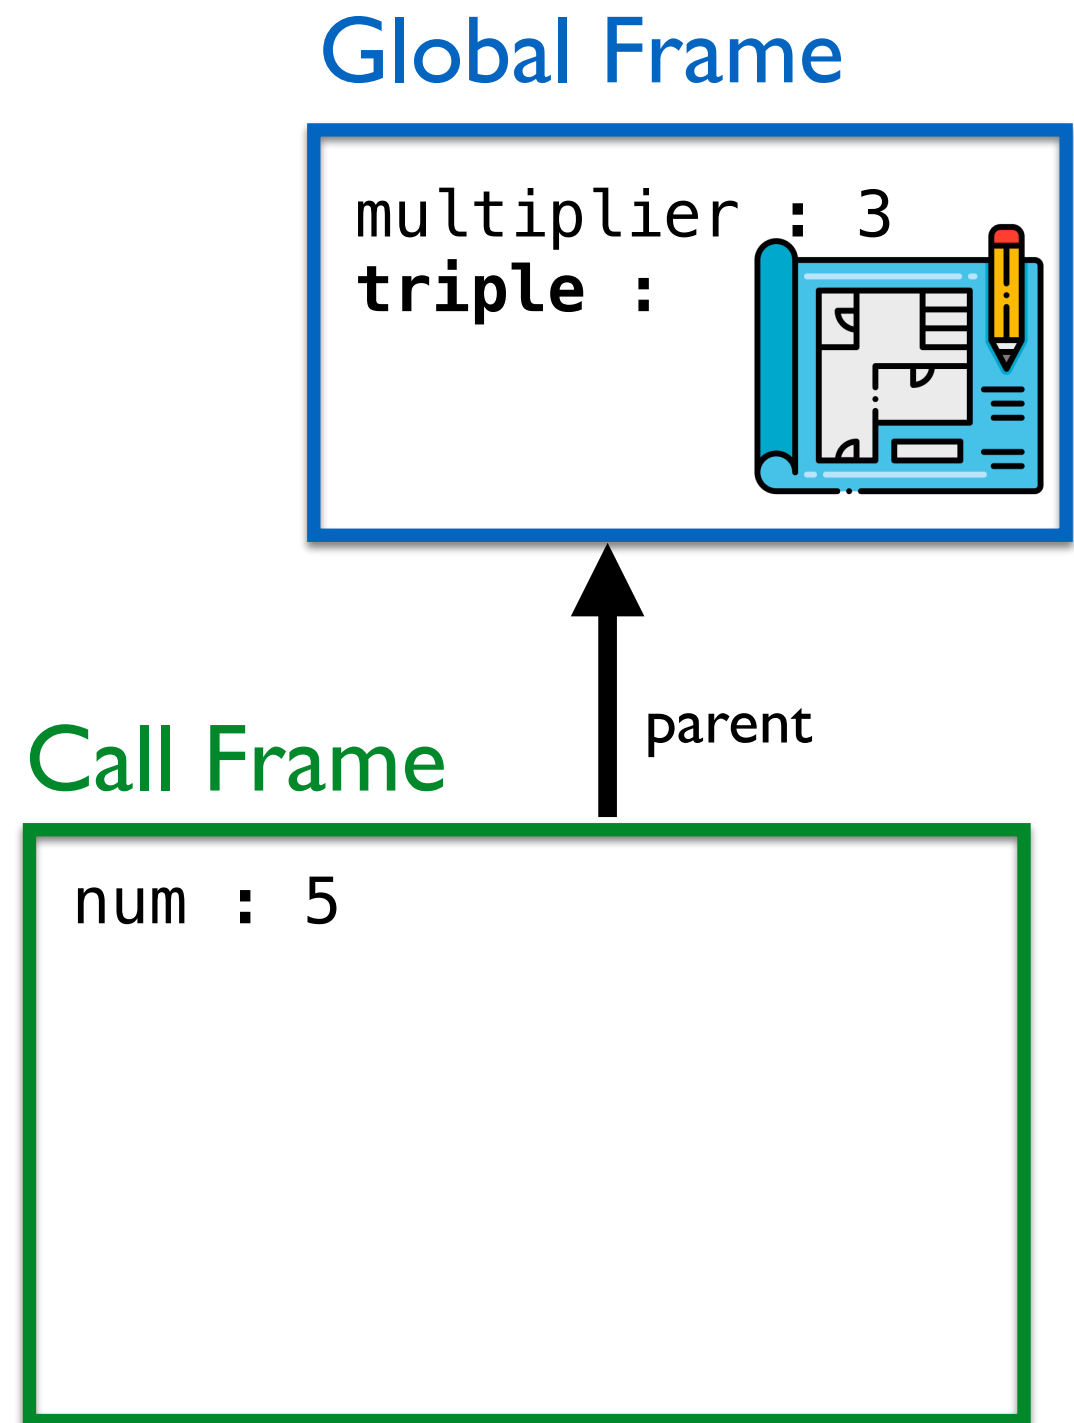 Global Frame
multiplier : 3
triple :
parent
Call Frame
num : 5